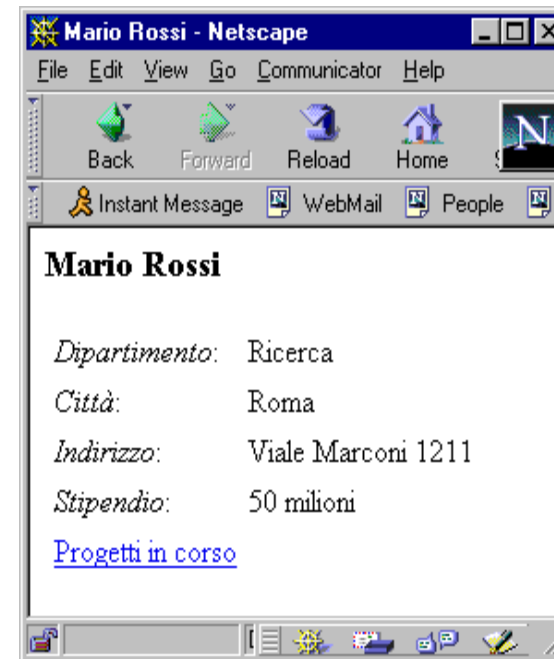 Mario Rossi - Netscape
File Edit View Go Communicator Help
Back Forward Reload Home
N
Instant Message WebMail People
Mario Rossi
Dipartimento: Ricerca
Città: Roma
Indirizzo: Viale Marconi 1211
Stipendio: 50 milioni
Progetti in corso